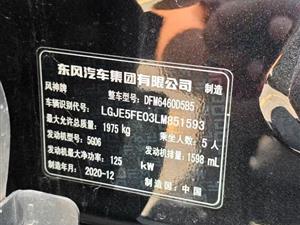 东风汽车集团有限公司 制造
风神牌 整车型号: DFM6460D5B5
车辆识别代号: LGJE5FE03LM851593
最大允许总质量: 1975 kg 乘坐人数: 5 人
发动机型号: 5G06 发动机排量: 1598 mL
发动机最大净功率: 125 kW
制造年月: 2020-12 制造国: 中国